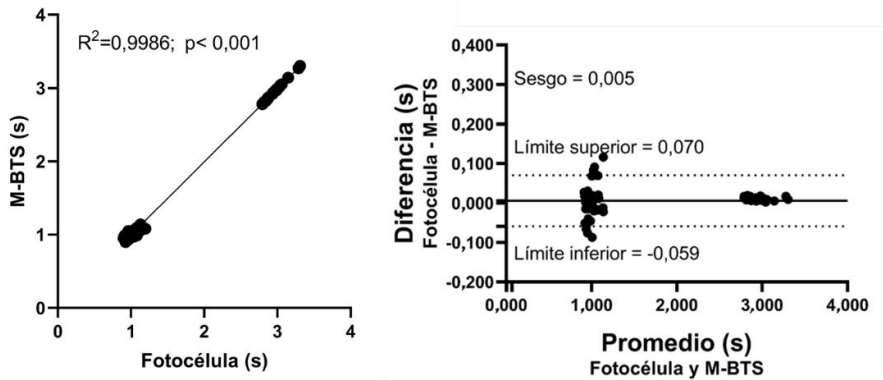 R²=0,9986; p< 0,001
M-BTS (s)
4
3
2
1
0
0 1 2 3 4
Fotocélula (s)
Diferencia (s)
Fotocélula - M-BTS
0,400
0,300
0,200
0,100
0,000
-0,100
-0,200
Sesgo = 0,005
Límite superior = 0,070
Límite inferior = -0,059
0,000 1,000 2,000 3,000 4,000
Promedio (s)
Fotocélula y M-BTS